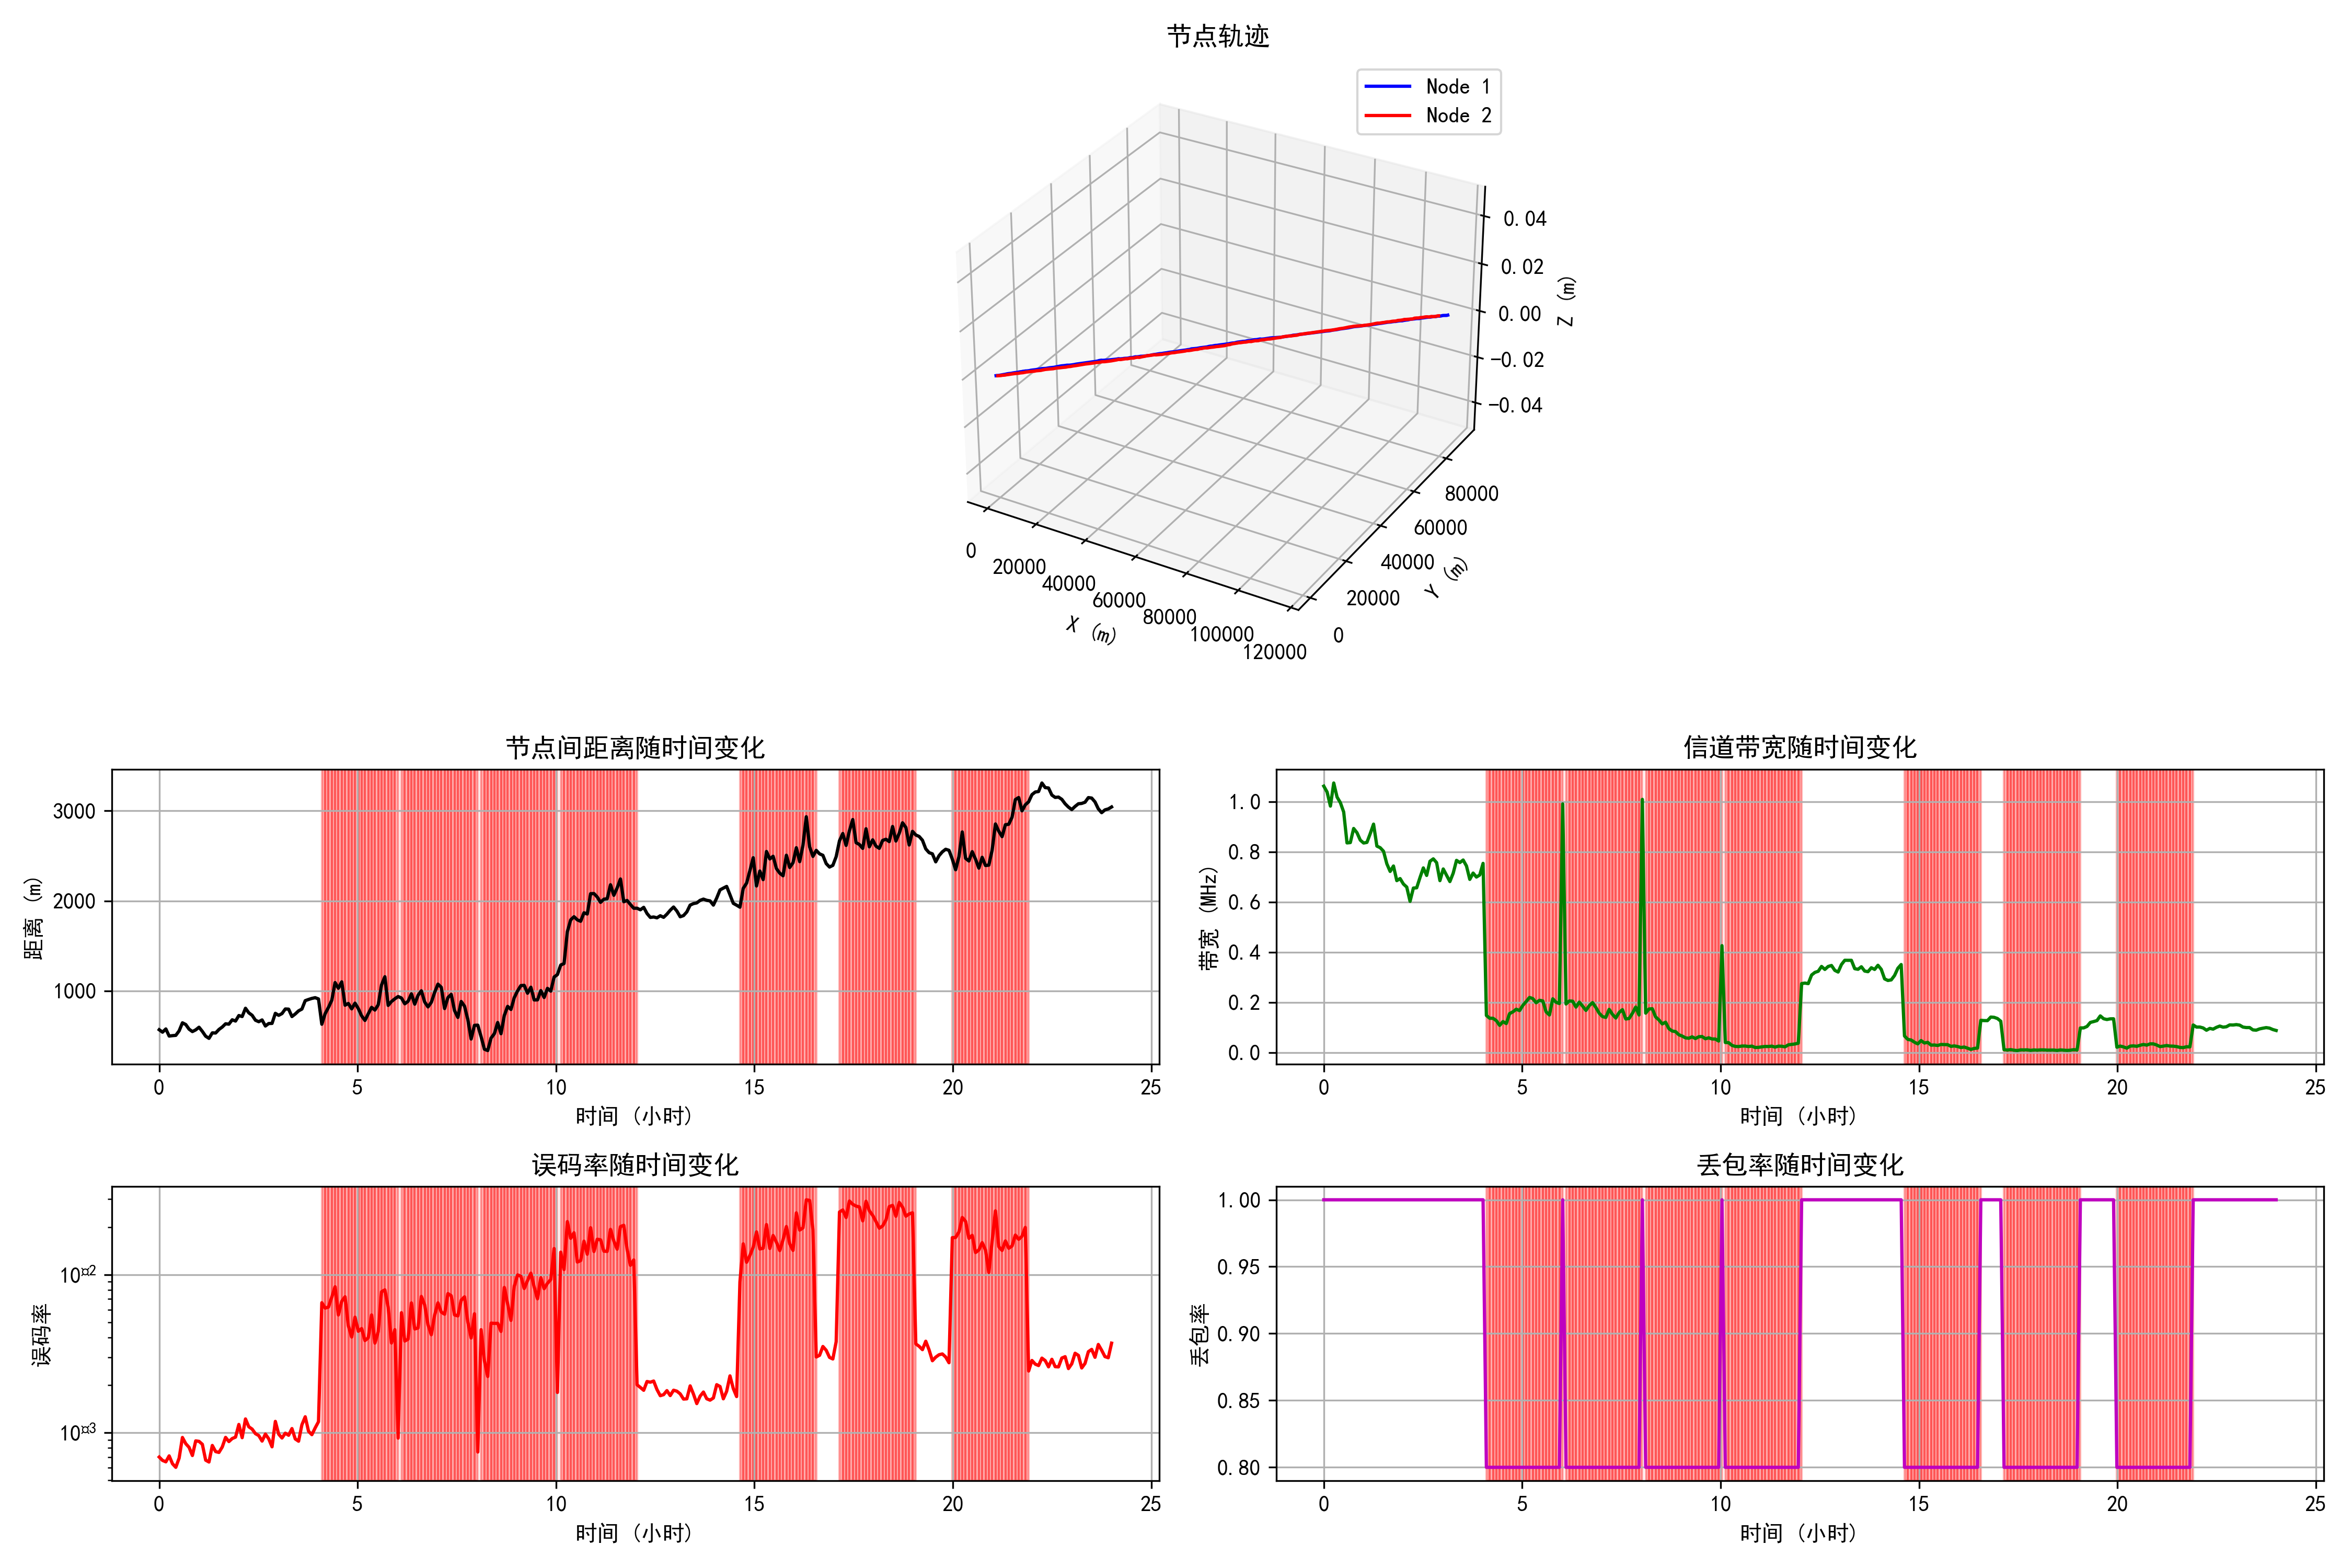 节点轨迹
Node 1
Node 2
0.04
0.02
0.00
−0.02
−0.04
Z (m)
80000
60000
40000
20000
0
Y (m)
0
20000
40000
60000
80000
100000
120000
X (m)
节点间距离随时间变化
3000
2000
1000
距离 (m)
0 5 10 15 20 25
时间 (小时)
信道带宽随时间变化
1.0
0.8
0.6
0.4
0.2
0.0
带宽 (MHz)
0 5 10 15 20 25
时间 (小时)
误码率随时间变化
10¤2
10¤3
误码率
0 5 10 15 20 25
时间 (小时)
丢包率随时间变化
1.00
0.95
0.90
0.85
0.80
丢包率
0 5 10 15 20 25
时间 (小时)